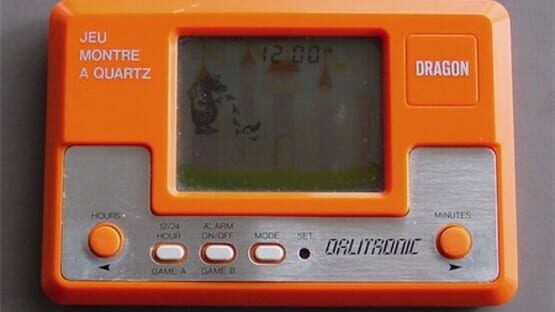 JEU
MONTRE
A QUARTZ
12:00
DRAGON
HOURS
12/24
HOUR
ALARM
ON/OFF
MODE
SET
ORLITRONIC
MINUTES
GAME A
GAME B